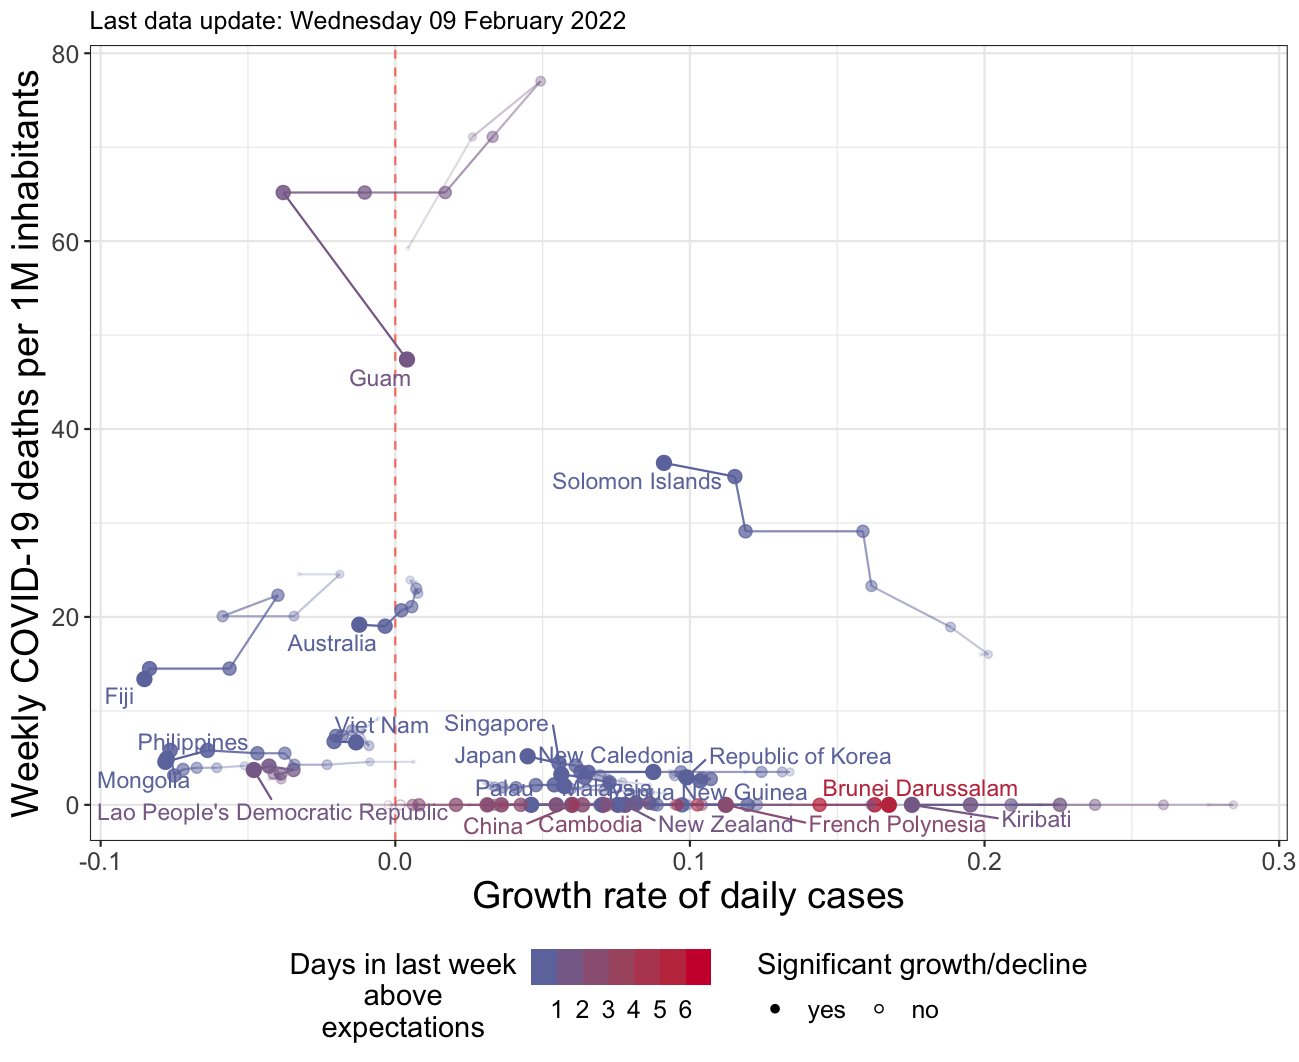 Last data update: Wednesday 09 February 2022
Weekly COVID-19 deaths per 1M inhabitants
80
60
40
20
0
Guam
Solomon Islands
Australia
Fiji
Viet Nam
Singapore
Philippines
Japan
New Caledonia
Republic of Korea
Mongolia
Palau
Malaysia
Papua New Guinea
Brunei Darussalam
Lao People's Democratic Republic
China
Cambodia
New Zealand
French Polynesia
Kiribati
-0.1
0.0
0.1
0.2
0.3
Growth rate of daily cases
Days in last week
above
expectations
1 2 3 4 5 6
Significant growth/decline
yes
no